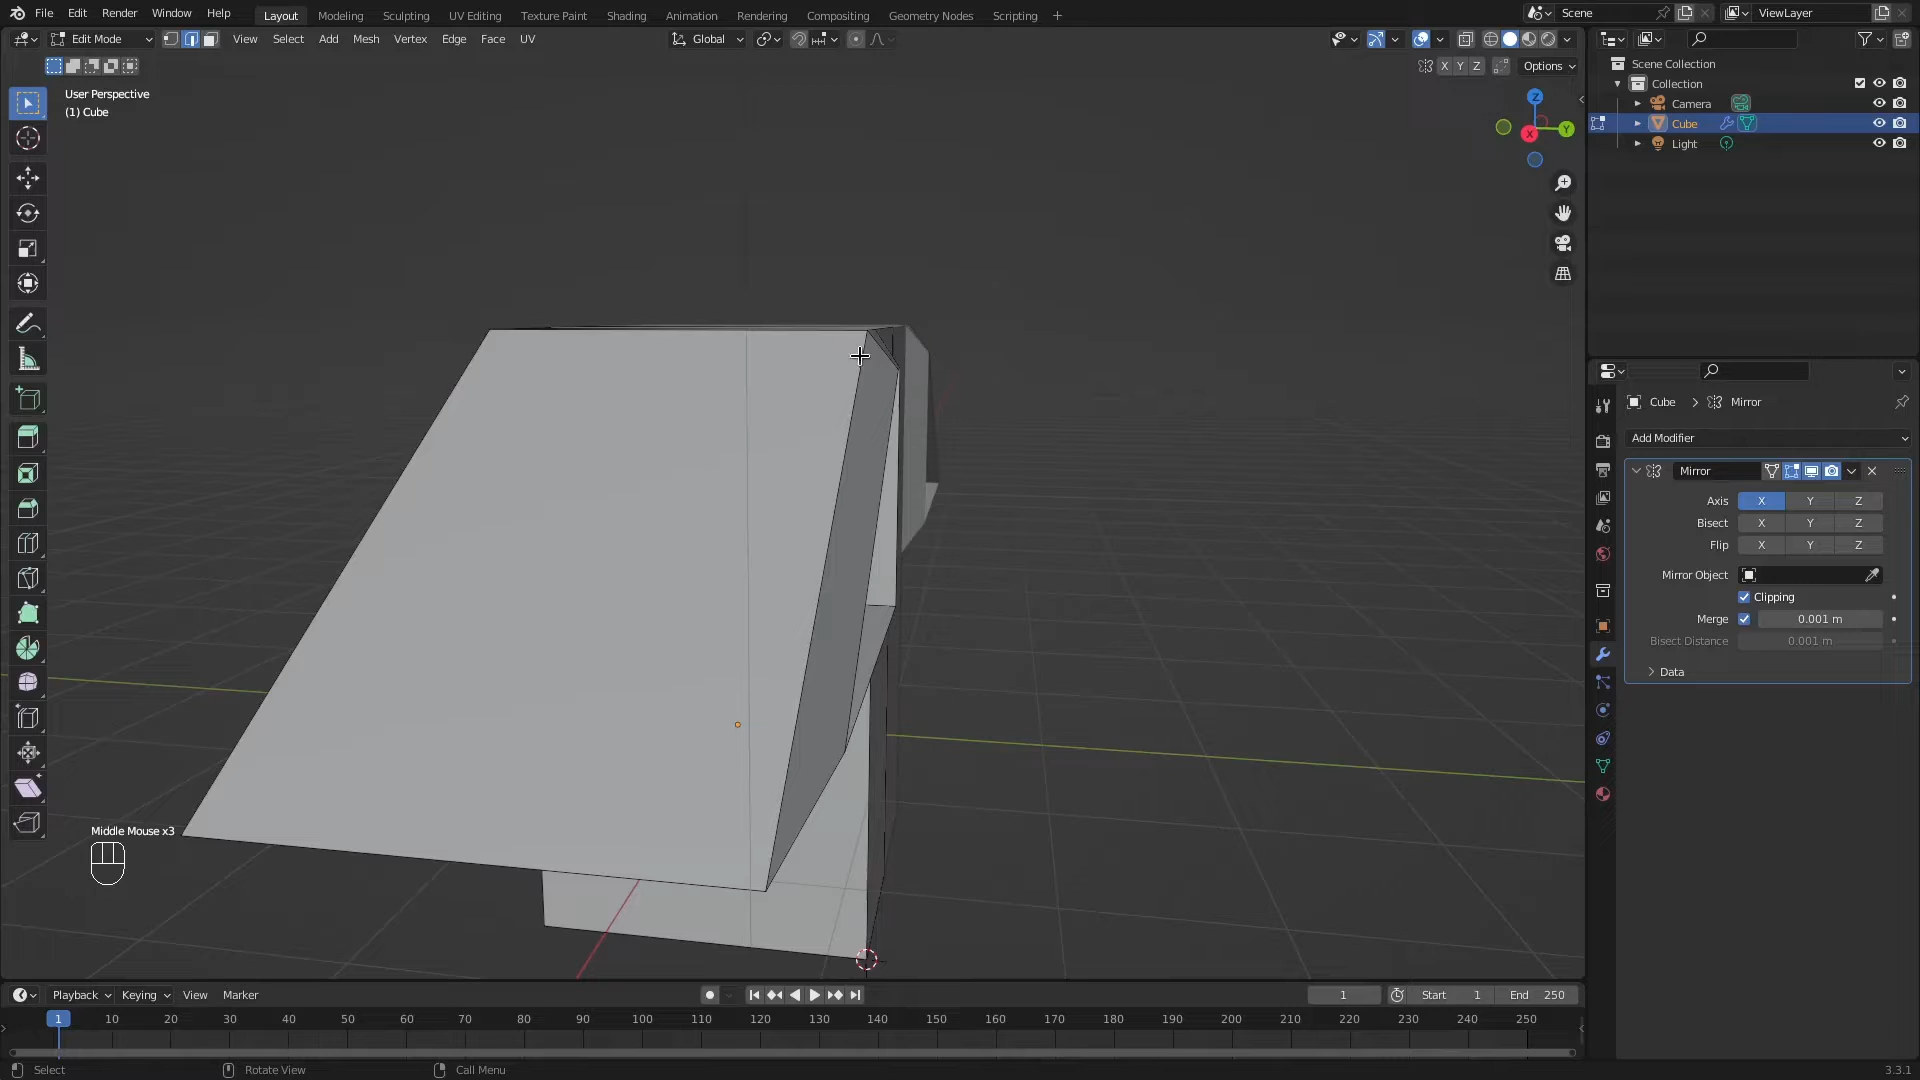 File Edit Render Window Help
Layout Modeling Sculpting UV Editing Texture Paint Shading Animation Rendering Compositing Geometry Nodes Scripting
Scene
ViewLayer
Edit Mode View Select Add Mesh Vertex Edge Face UV
Global
X Y Z
Options
User Perspective
(1) Cube
Z
Y
X
Scene Collection
Collection
Camera
Cube
Light
Cube > Mirror
Add Modifier
Mirror
Axis X Y Z
Bisect X Y Z
Flip X Y Z
Mirror Object
Clipping
Merge 0.001 m
Bisect Distance 0.001 m
Data
Middle Mouse x3
Playback Keying View Marker
1
Start 1
End 250
1 10 20 30 40 50 60 70 80 90 100 110 120 130 140 150 160 170 180 190 200 210 220 230 240 250
Select
Rotate View
Call Menu
3.3.1